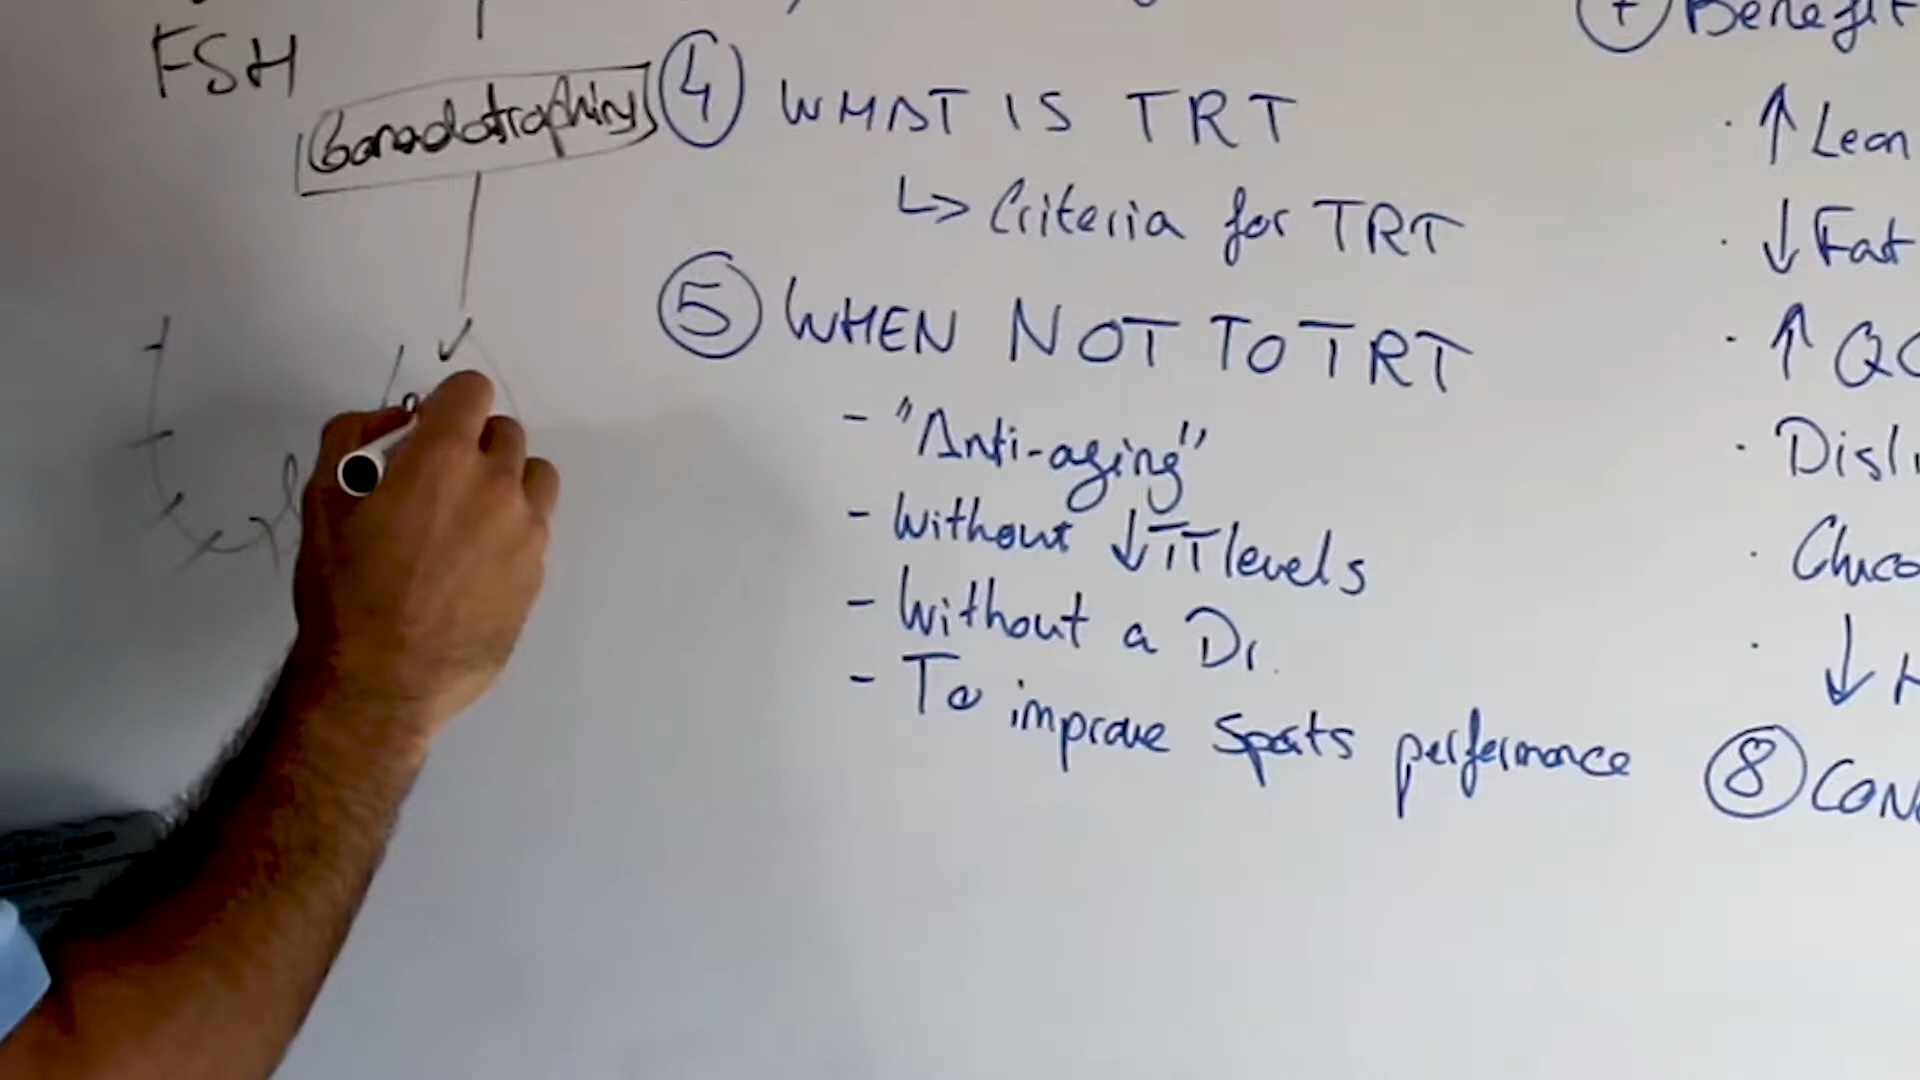 FSH
Gonadotrophins
④ WHAT IS TRT
↳ Criteria for TRT
⑤ WHEN NOT TO TRT
- "Anti-aging"
- Without ↓ TT levels
- Without a Dr.
- To improve sports performance
Benefit
· ↑ Lean
· ↓ Fat
· ↑
⑧